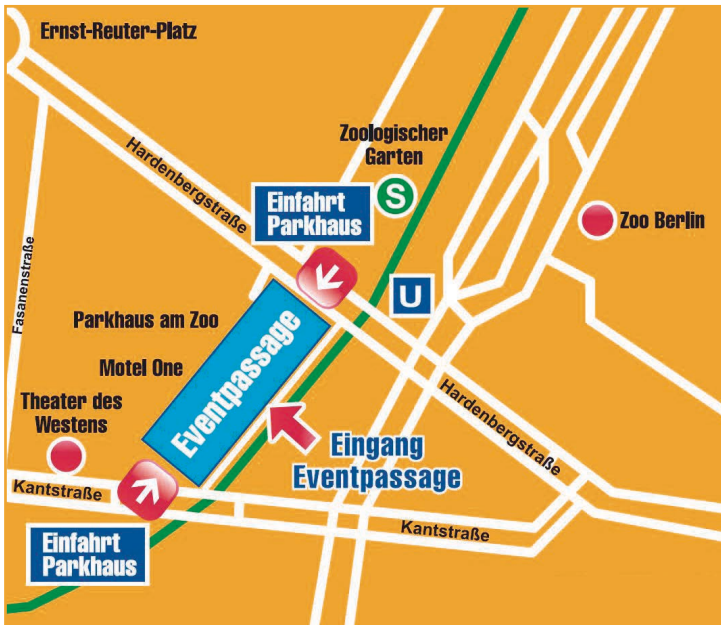 Ernst-Reuter-Platz
Hardenbergstraße
Zoologischer
Garten
S
Einfahrt
Parkhaus
Zoo Berlin
Fasanenstraße
U
Parkhaus am Zoo
Motel One
Eventpassage
Theater des
Westens
Hardenbergstraße
Eingang
Eventpassage
Kantstraße
Kantstraße
Einfahrt
Parkhaus